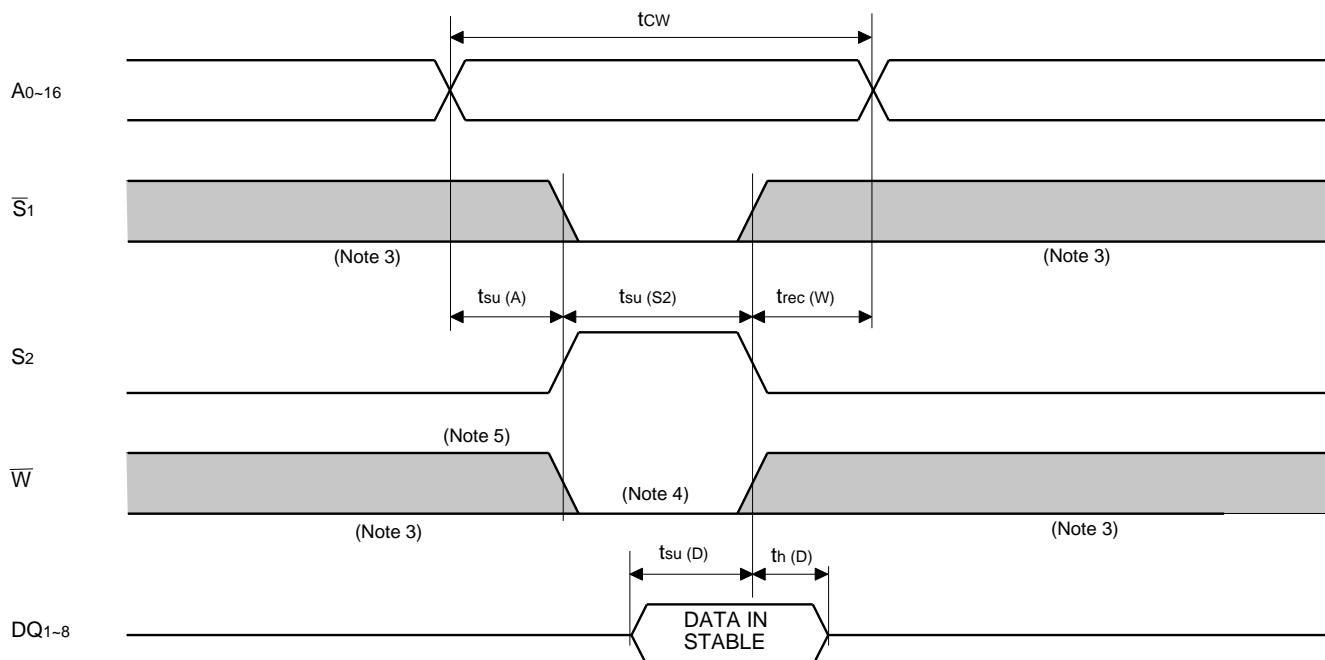 tCW
A0~16
S1
(Note 3)
(Note 3)
tsu (A)
tsu (S2)
trec (W)
S2
(Note 5)
W
(Note 4)
(Note 3)
(Note 3)
tsu (D)
th (D)
DQ1~8
DATA IN
STABLE